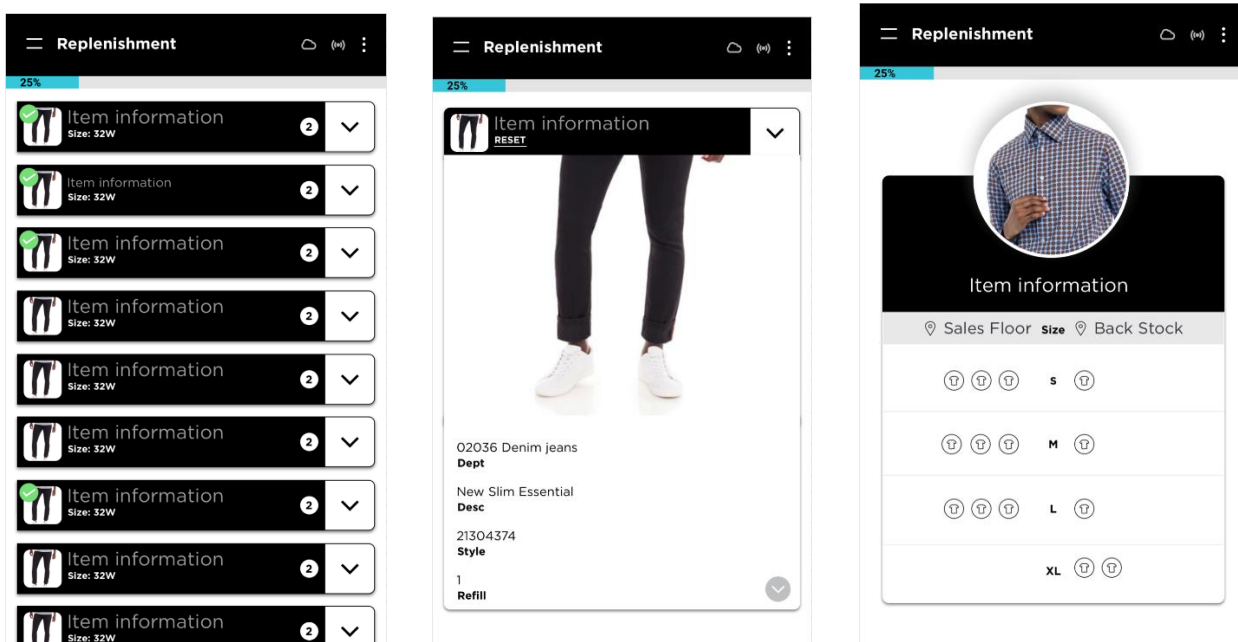 Replenishment
25%
Item information
Size: 32W
2
Item information
Size: 32W
2
Item information
Size: 32W
2
Item information
Size: 32W
2
Item information
Size: 32W
2
Item information
Size: 32W
2
Item information
Size: 32W
2
Item information
Size: 32W
2
Item information
Size: 32W
2
Replenishment
25%
Item information
RESET
02036 Denim jeans
Dept
New Slim Essential
Desc
21304374
Style
1
Refill
Replenishment
25%
Item information
Sales Floor Size Back Stock
S
M
L
XL